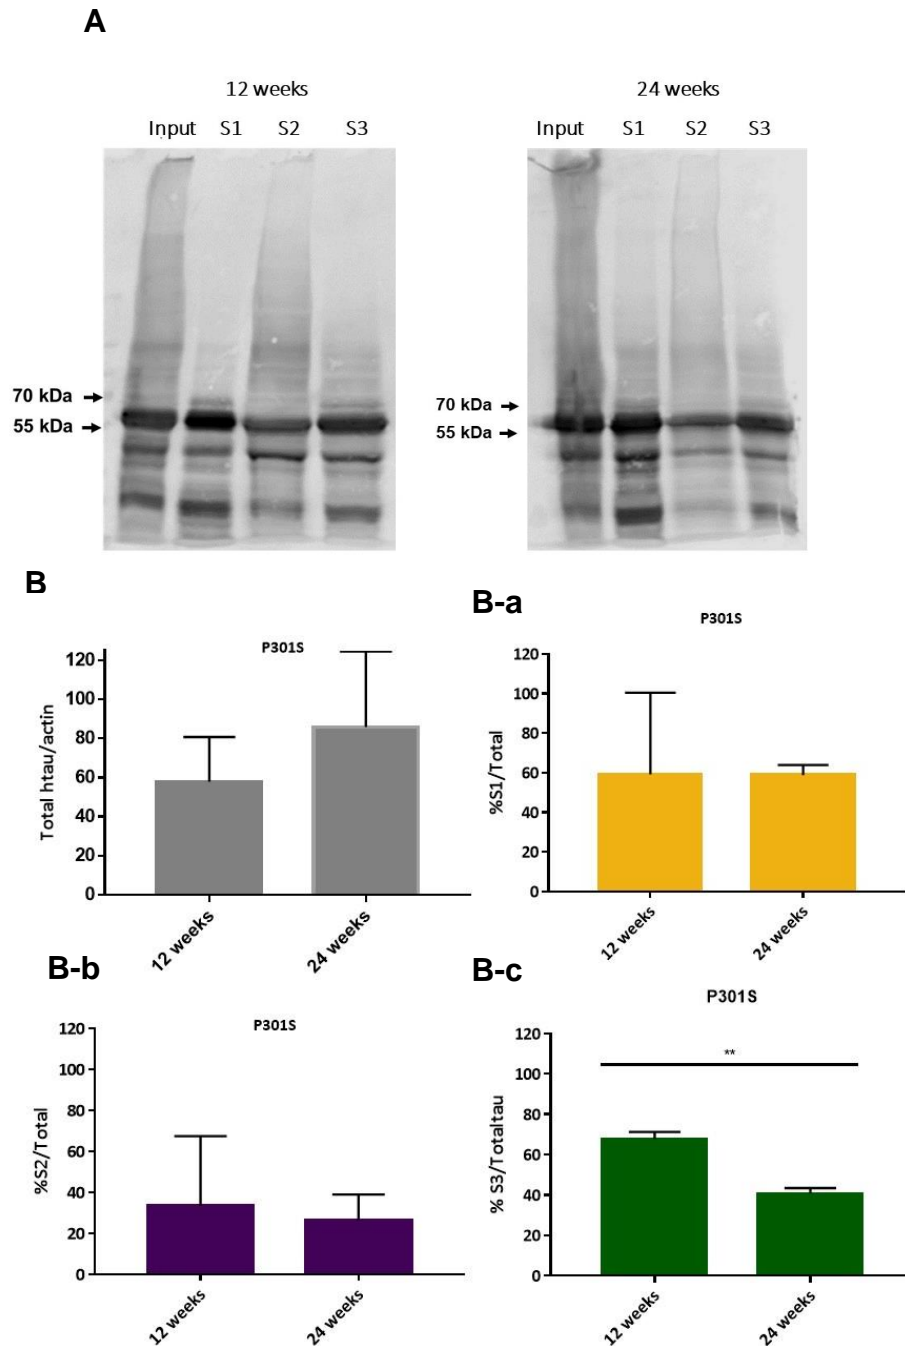 A
12 weeks
24 weeks
Input S1 S2 S3
Input S1 S2 S3
70 kDa
55 kDa
70 kDa
55 kDa
B
P301S
Total htau/actin
120
100
80
60
40
20
0
12 weeks
24 weeks
B-a
P301S
%S1/Total
120
100
80
60
40
20
0
12 weeks
24 weeks
B-b
P301S
%S2/Total
120
100
80
60
40
20
0
12 weeks
24 weeks
B-c
P301S
**
% S3/Total tau
120
100
80
60
40
20
0
12 weeks
24 weeks